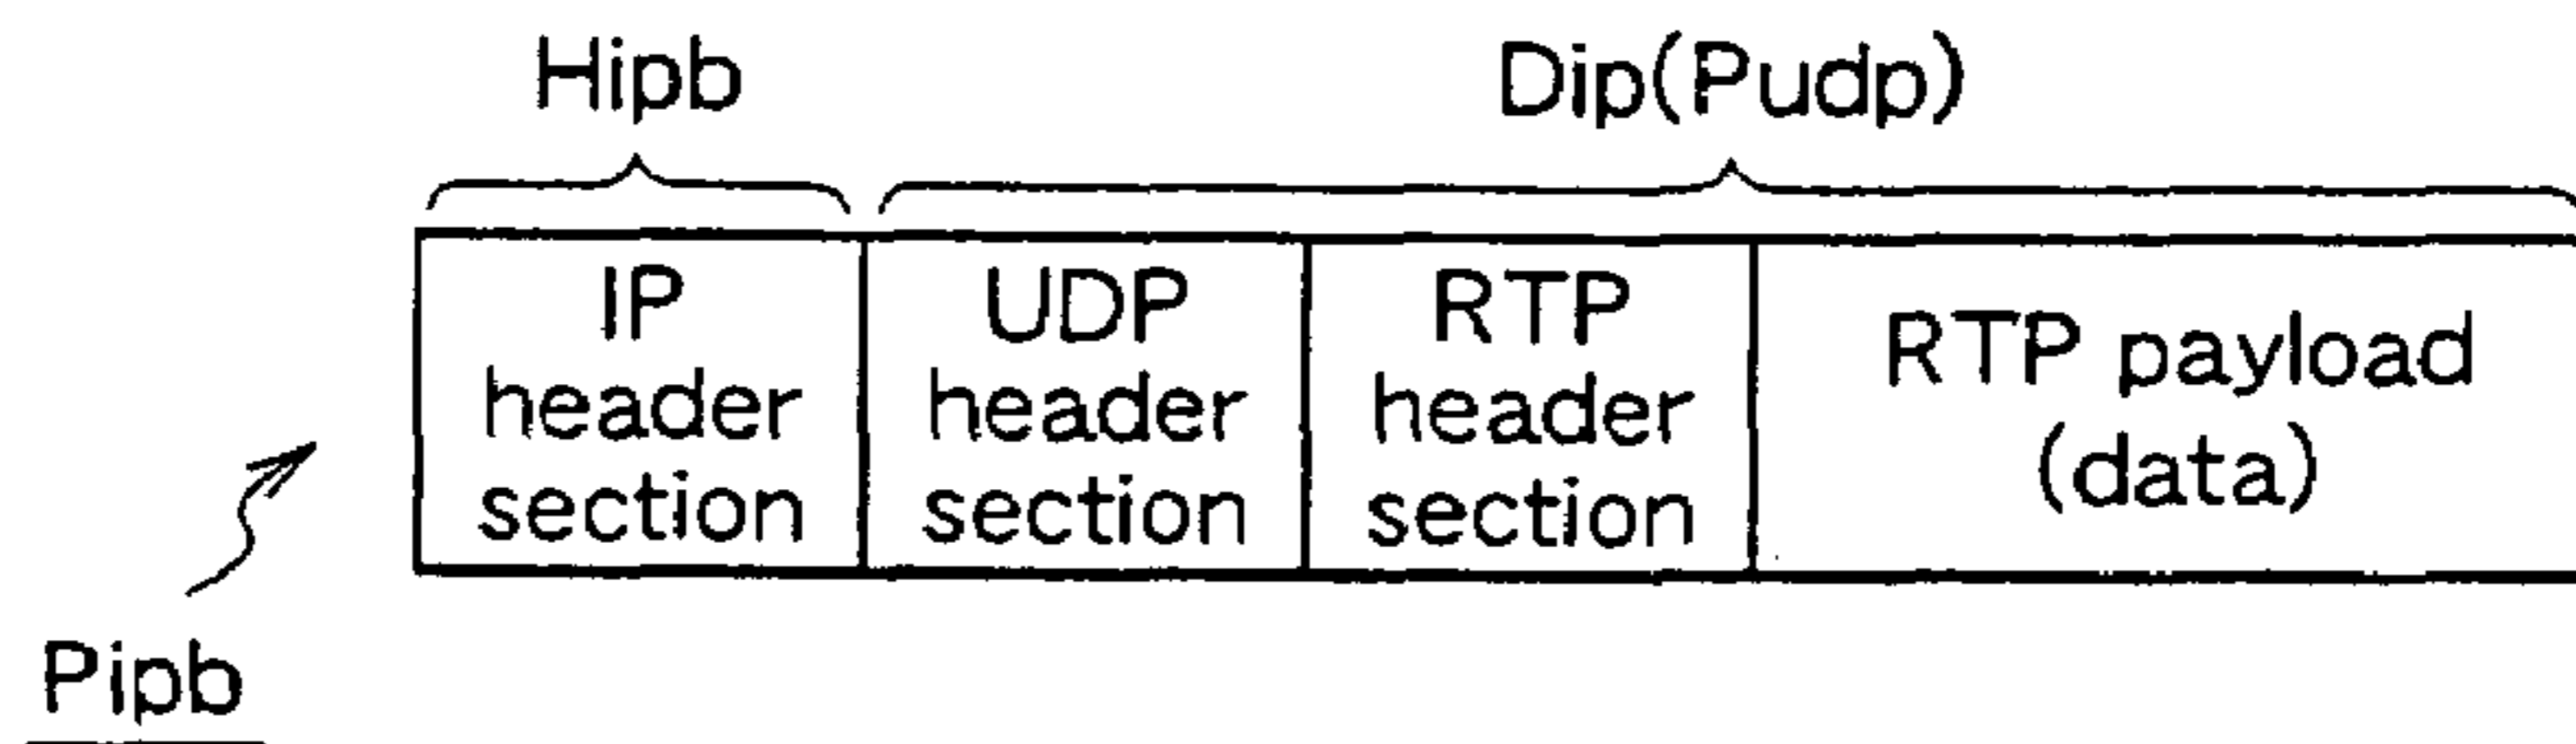 Hipb
Dip(Pudp)
IP
header
section
UDP
header
section
RTP
header
section
RTP payload
(data)
Pipb